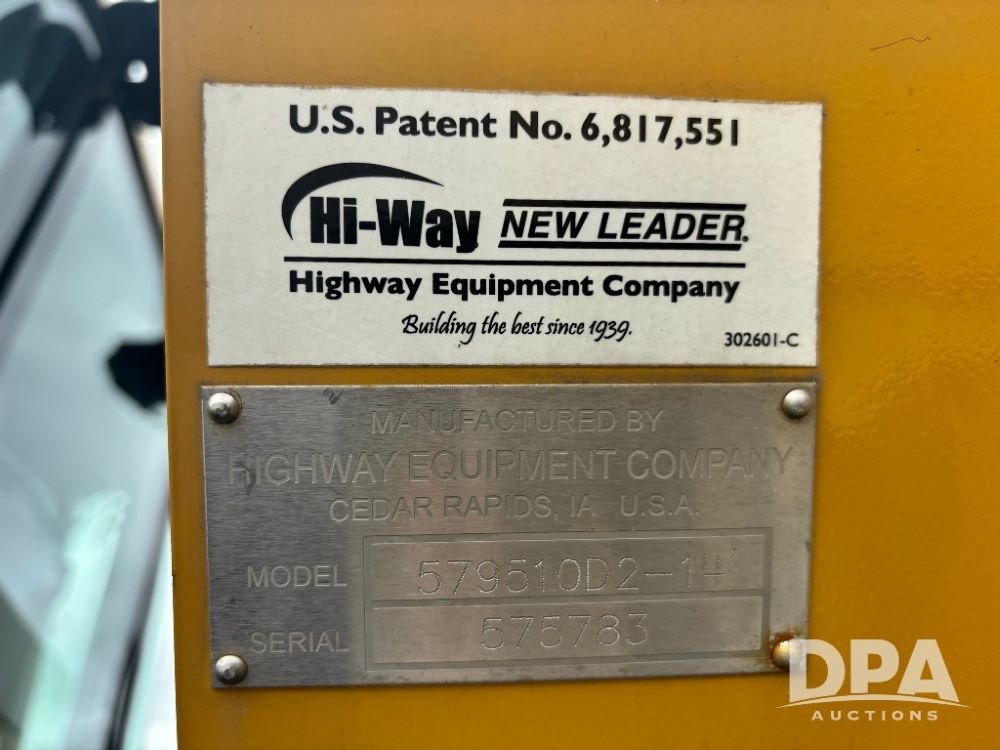 U.S. Patent No. 6,817,551
Hi-Way NEW LEADER®
Highway Equipment Company
Building the best since 1939.
302601-C
MANUFACTURED BY
HIGHWAY EQUIPMENT COMPANY
CEDAR RAPIDS, IA U.S.A.
MODEL 579510D2-14'
SERIAL 575783
DPA
AUCTIONS